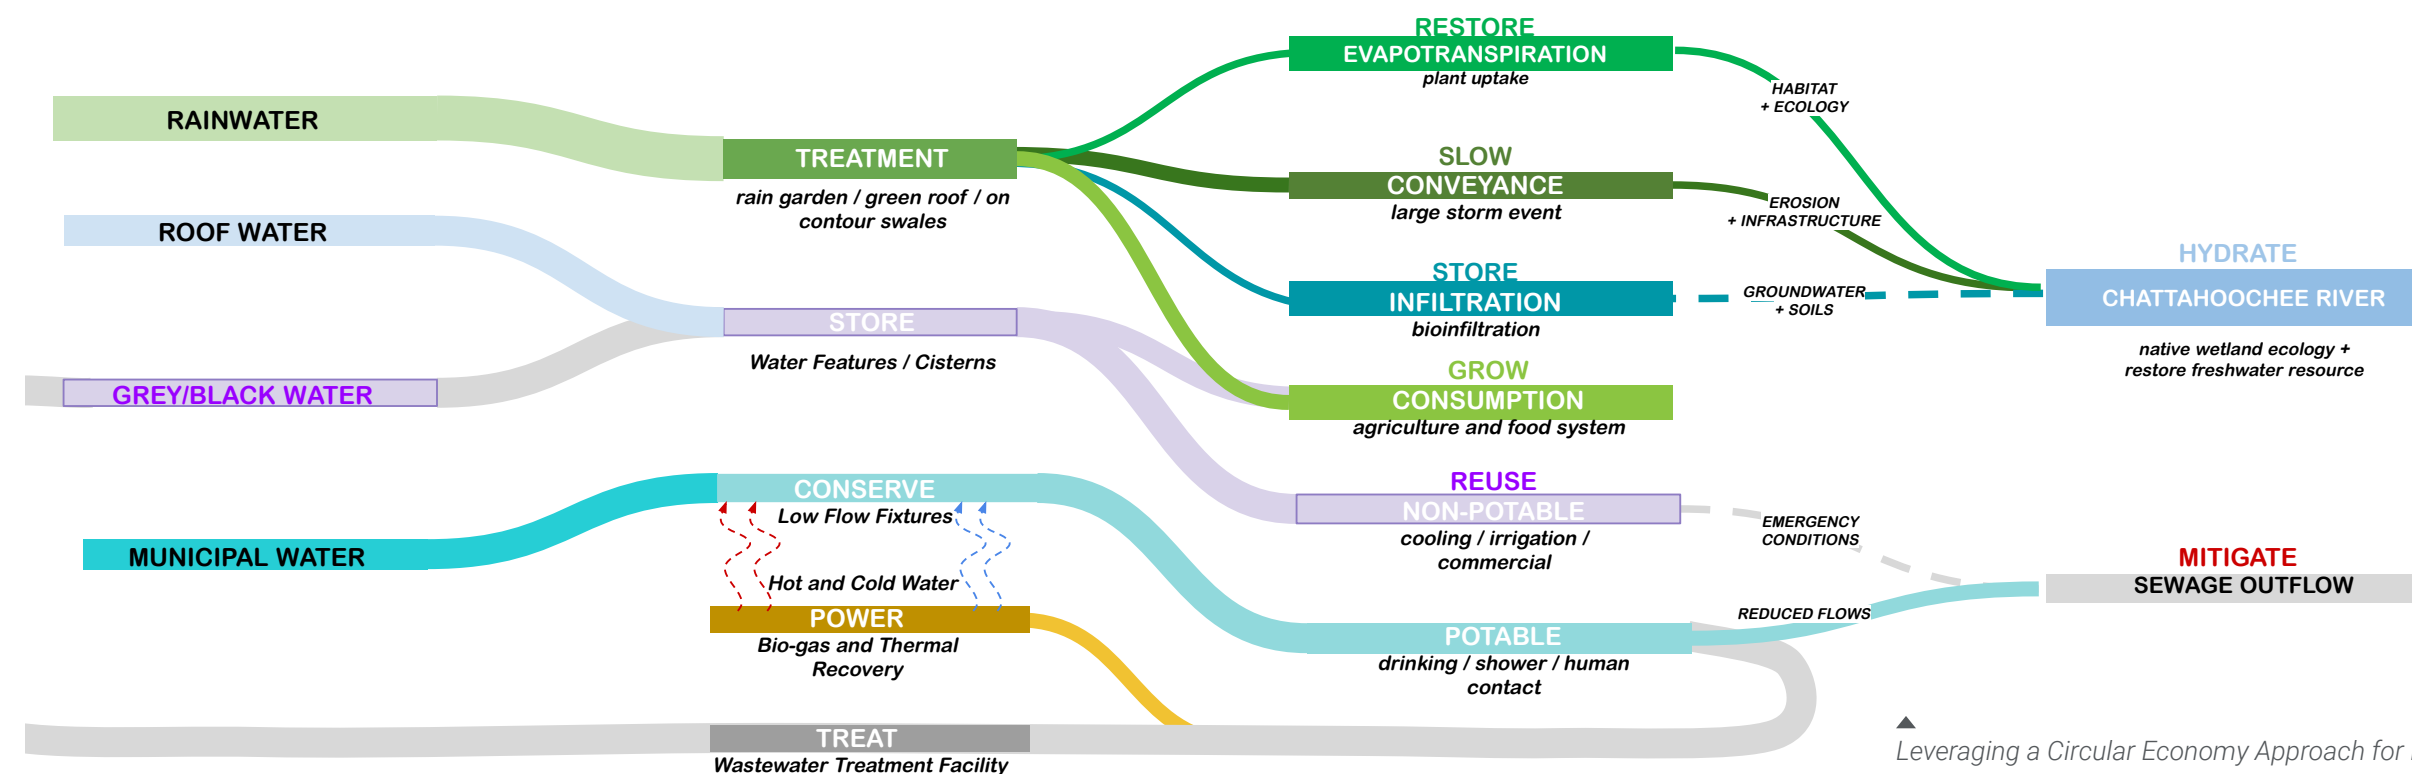 RAINWATER
ROOF WATER
GREY/BLACK WATER
MUNICIPAL WATER
TREATMENT
rain garden / green roof / on
contour swales
STORE
Water Features / Cisterns
CONSERVE
Low Flow Fixtures
Hot and Cold Water
POWER
Bio-gas and Thermal
Recovery
TREAT
Wastewater Treatment Facility
RESTORE
EVAPOTRANSPIRATION
plant uptake
SLOW
CONVEYANCE
large storm event
STORE
INFILTRATION
bioinfiltration
GROW
CONSUMPTION
agriculture and food system
REUSE
NON-POTABLE
cooling / irrigation /
commercial
POTABLE
drinking / shower / human
contact
HABITAT
+ ECOLOGY
EROSION
+ INFRASTRUCTURE
GROUNDWATER
+ SOILS
EMERGENCY
CONDITIONS
REDUCED FLOWS
HYDRATE
CHATTAHOOCHEE RIVER
native wetland ecology +
restore freshwater resource
MITIGATE
SEWAGE OUTFLOW
Leveraging a Circular Economy Approach for